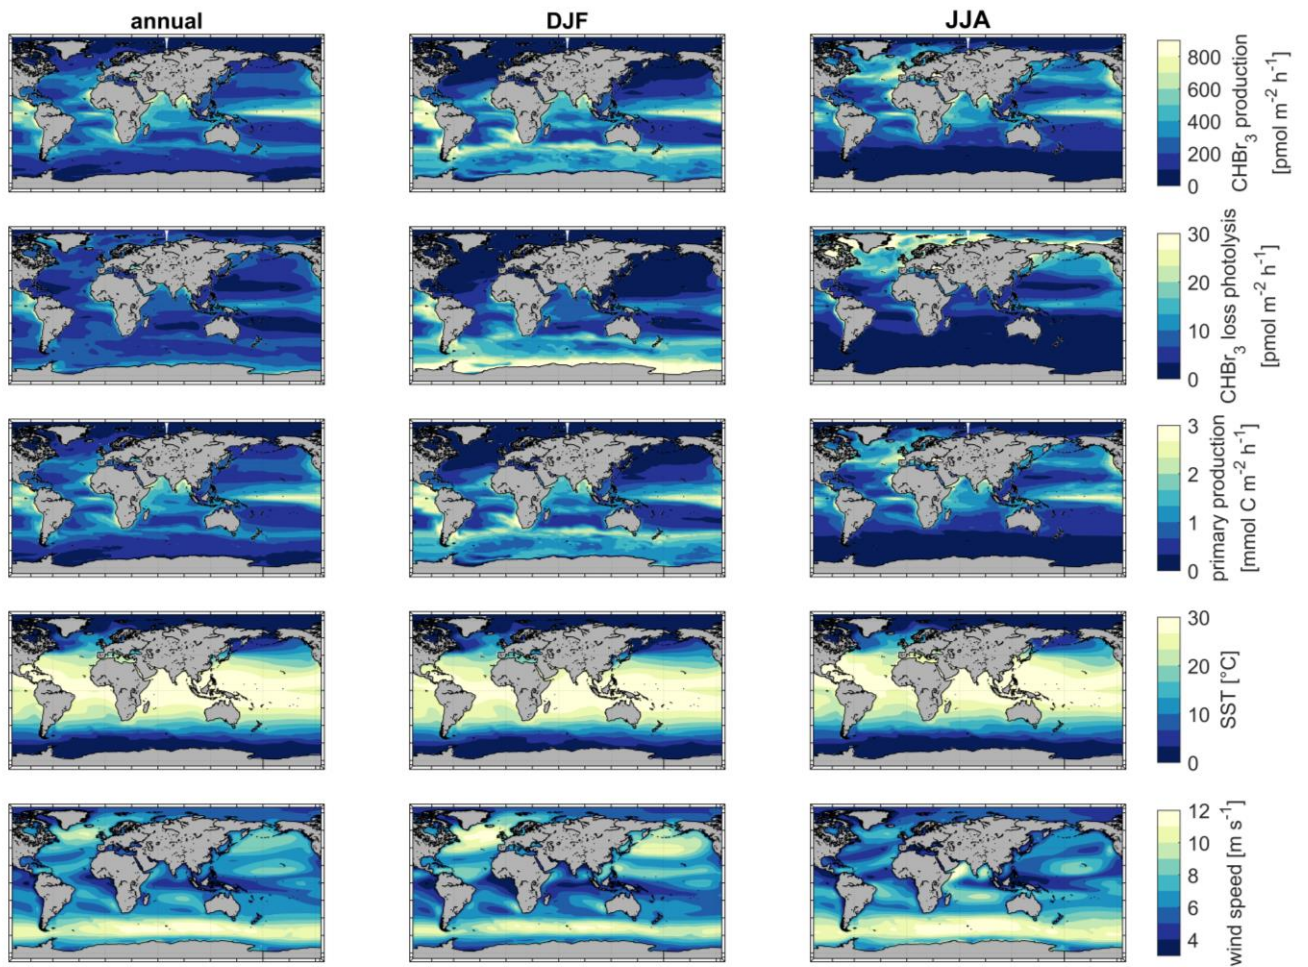 annual
DJF
JJA
800
600
400
200
0
CHBr₃ production
[pmol m⁻² h⁻¹]
30
20
10
0
CHBr₃ loss photolysis
[pmol m⁻² h⁻¹]
3
2
1
0
primary production
[mmol C m⁻² h⁻¹]
30
20
10
0
SST [°C]
12
10
8
6
4
wind speed [m s⁻¹]